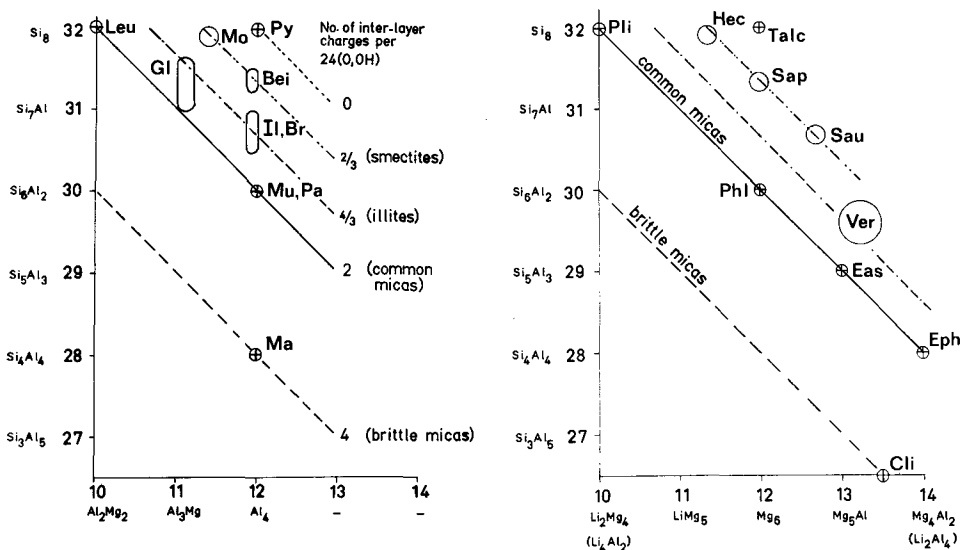 Si₈ 32
Si₇Al 31
Si₆Al₂ 30
Si₅Al₃ 29
Si₄Al₄ 28
Si₃Al₅ 27
Leu
Mo
Py
No. of inter-layer
charges per
24(O,OH)
Gl
Bei
0
Il,Br
2/3 (smectites)
Mu,Pa
4/3 (illites)
2 (common
micas)
Ma
4 (brittle micas)
10 11 12 13 14
Al₂Mg₂ Al₃Mg Al₄ – –
Si₈ 32
Si₇Al 31
Si₆Al₂ 30
Si₅Al₃ 29
Si₄Al₄ 28
Si₃Al₅ 27
Pli
Hec
Talc
Sap
common micas
Sau
Phl
Ver
brittle micas
Eas
Eph
Cli
10 11 12 13 14
Li₂Mg₄ LiMg₅ Mg₆ Mg₅Al Mg₄Al₂
(Li₄Al₂) (Li₂Al₄)